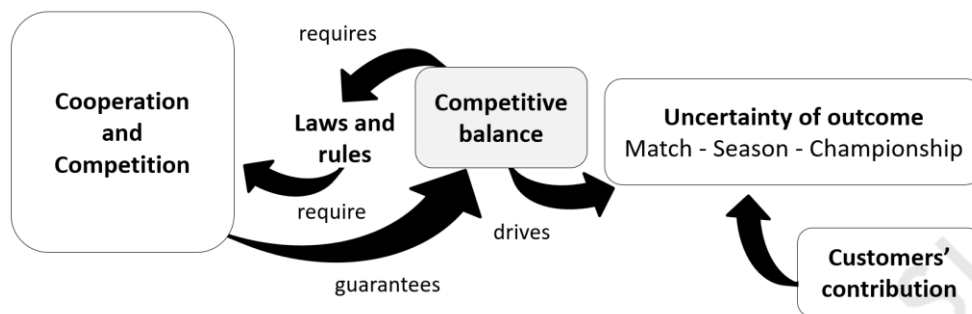 requires
Cooperation
and
Competition
Laws and
rules
Competitive
balance
Uncertainty of outcome
Match - Season - Championship
require
drives
guarantees
Customers’
contribution